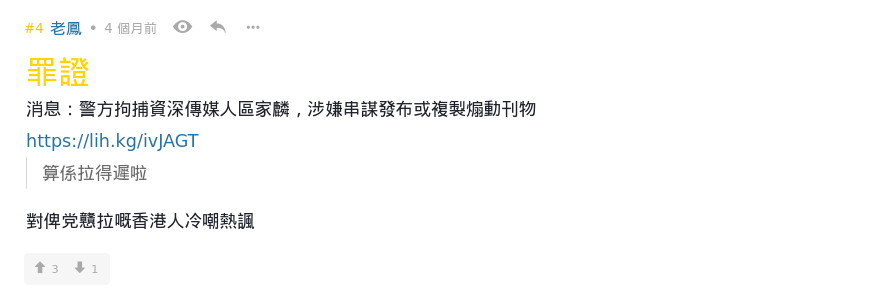 #4 老鳳 • 4 個月前
罪證
消息：警方拘捕資深傳媒人區家麟，涉嫌串謀發布或複製煽動刊物
https://lih.kg/ivJAGT
算係拉得遲啦
對俾党戇拉嘅香港人冷嘲熱諷
3 1